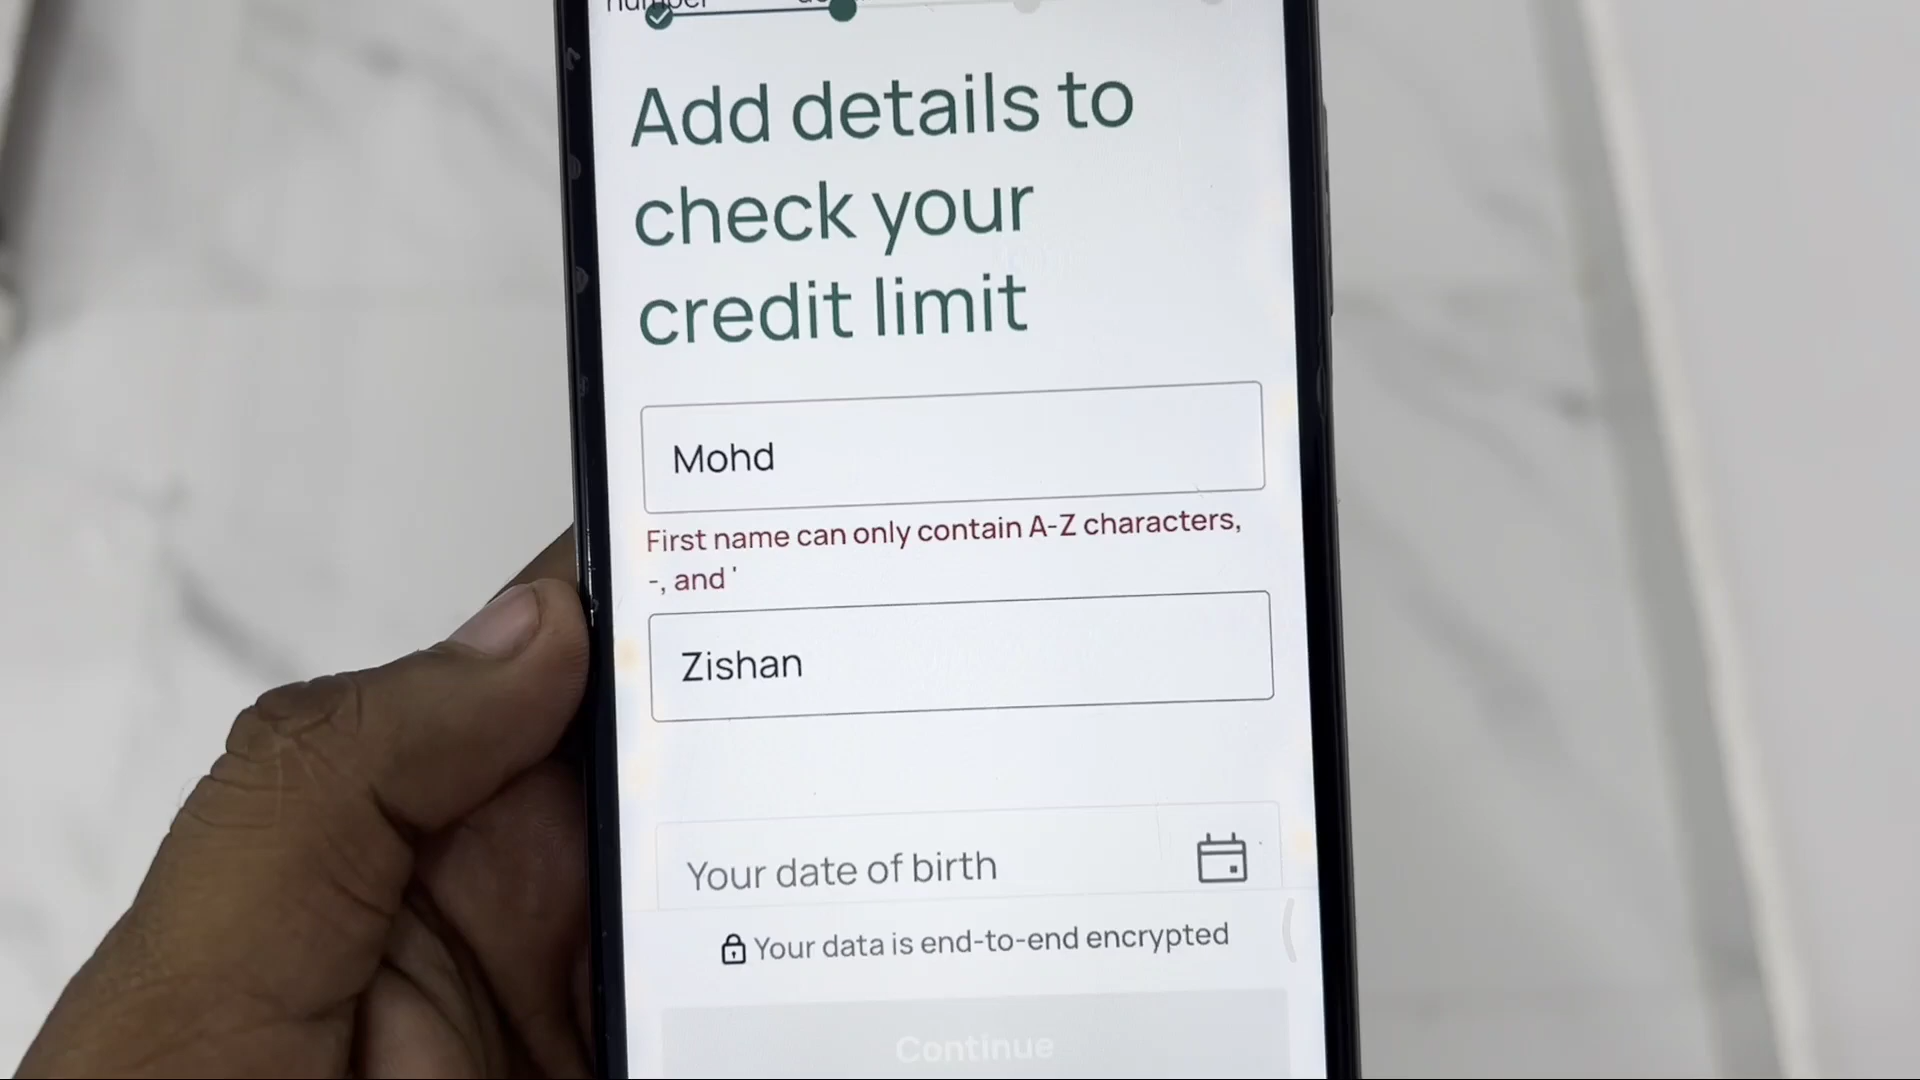 Add details to
check your
credit limit
Mohd
First name can only contain A-Z characters,
-, and '
Zishan
Your date of birth
Your data is end-to-end encrypted
Continue